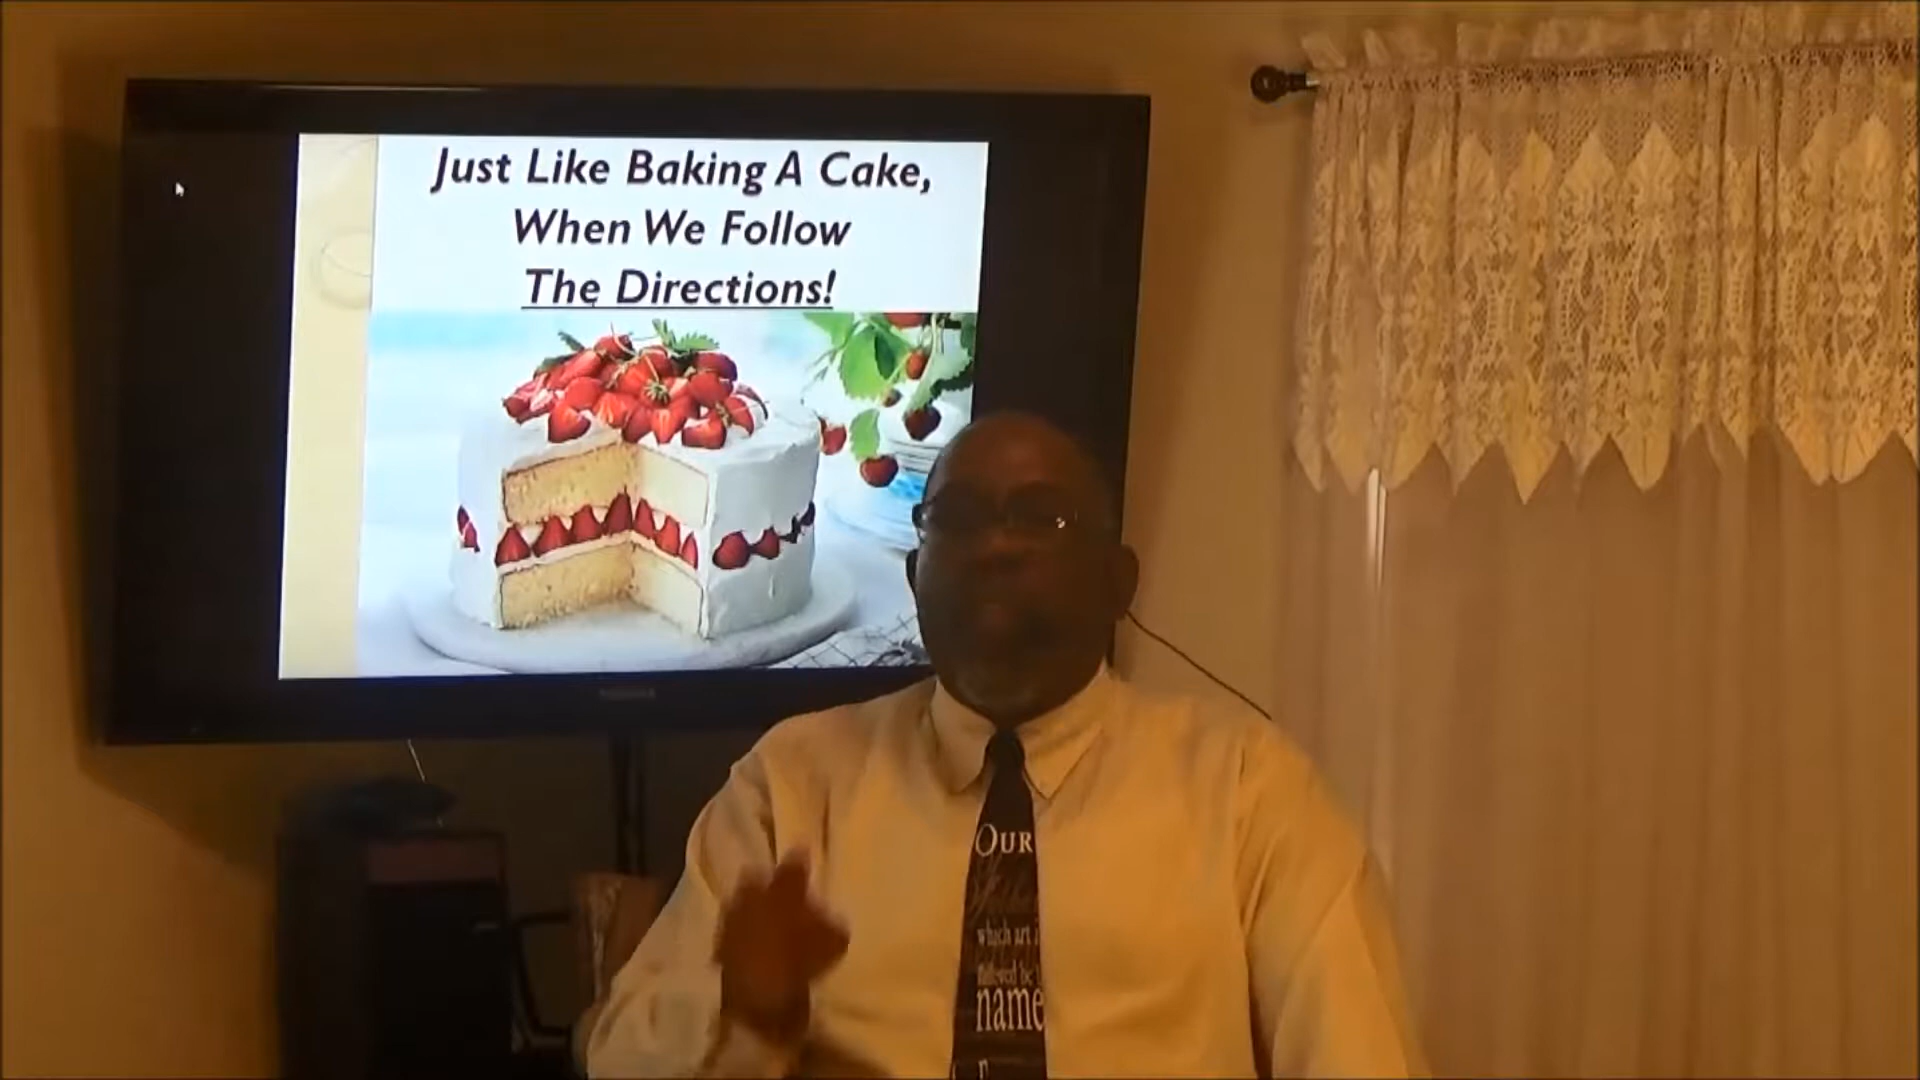 Just Like Baking A Cake,
When We Follow
The Directions!
OUR
which art
name